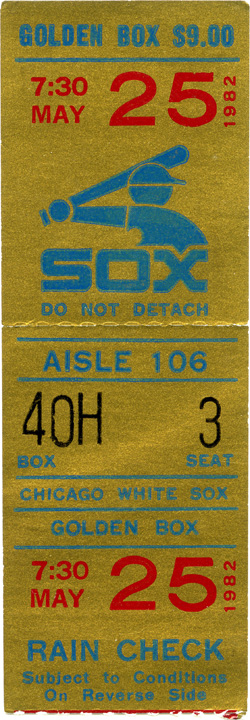 GOLDEN BOX $9.00
7:30 MAY 25 1982
SOX
DO NOT DETACH
AISLE 106
40H 3
BOX SEAT
CHICAGO WHITE SOX
GOLDEN BOX
7:30 MAY 25 1982
RAIN CHECK
Subject to Conditions
On Reverse Side